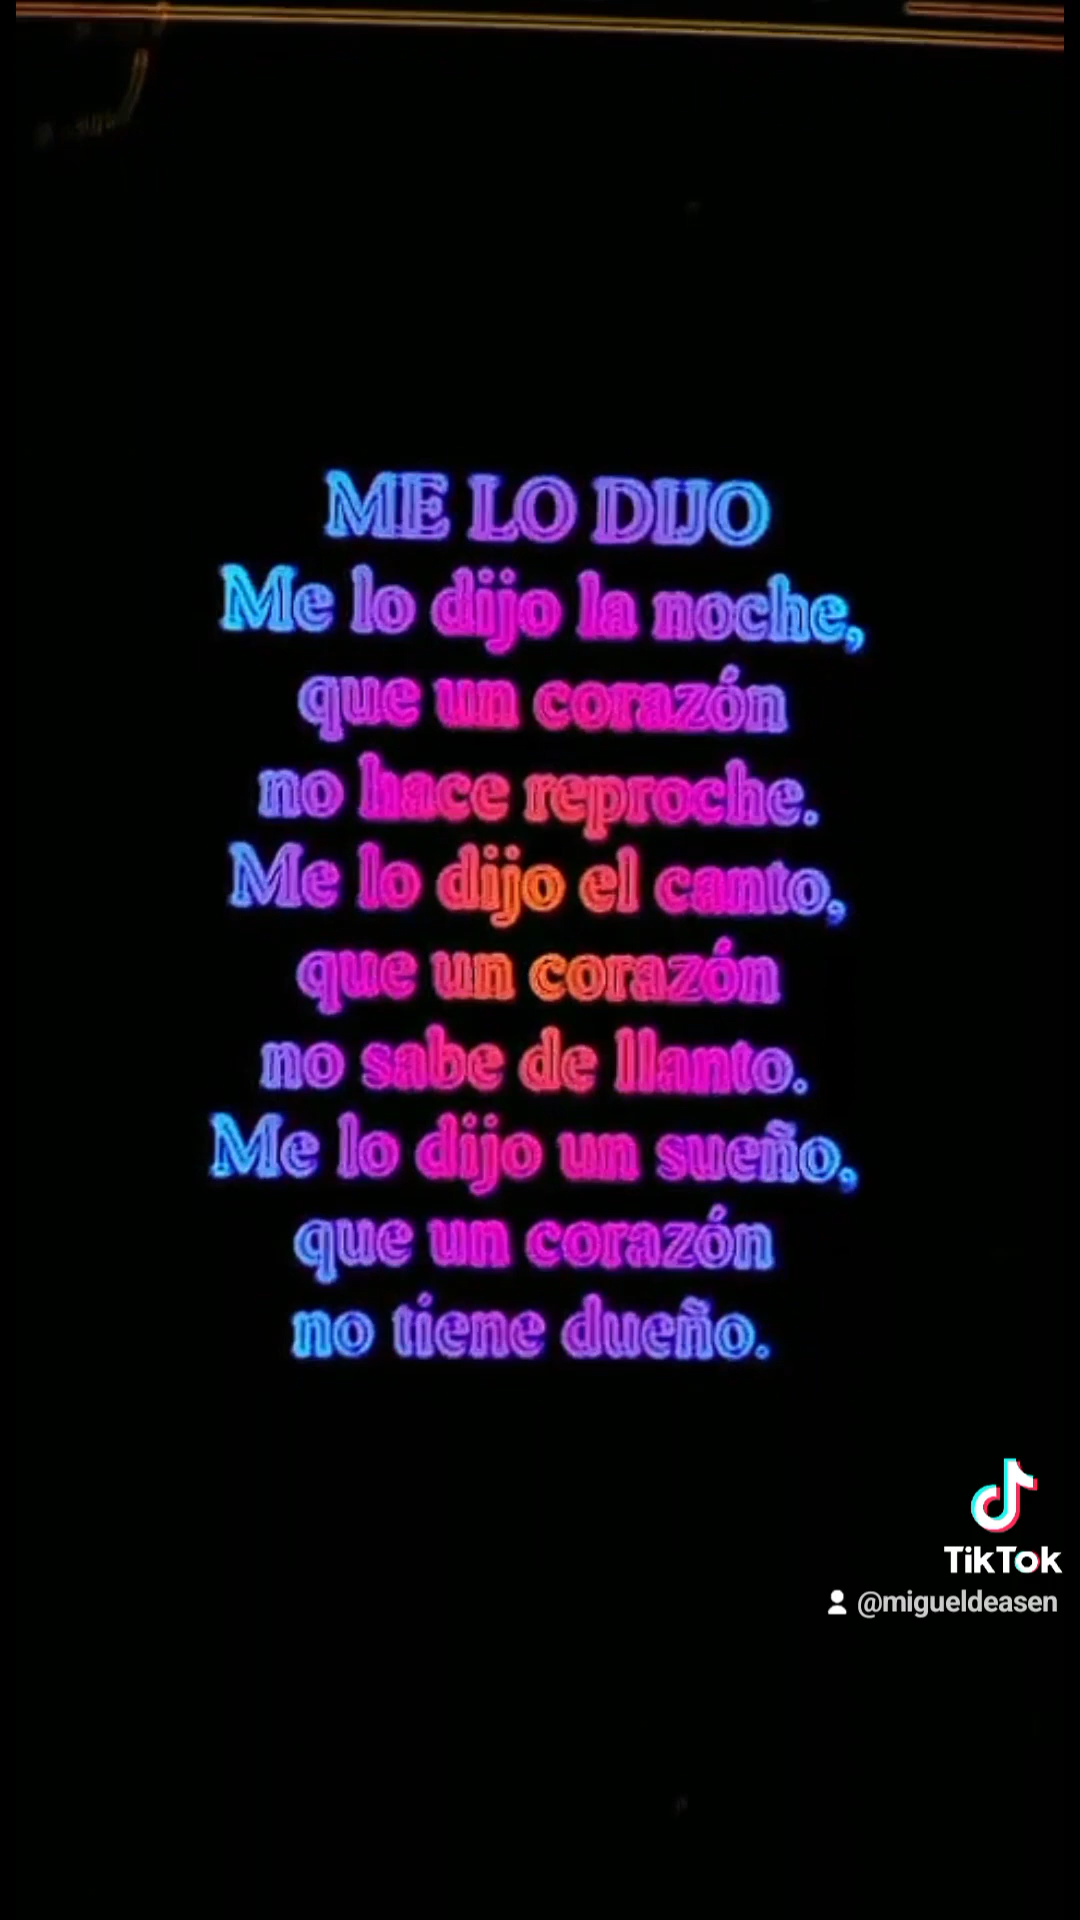 ME LO DIJO
Me lo dijo la noche,
que un corazón
no hace reproche.
Me lo dijo el canto,
que un corazón
no sabe de llanto.
Me lo dijo un sueño,
que un corazón
no tiene dueño.
TikTok
@migueldeasen